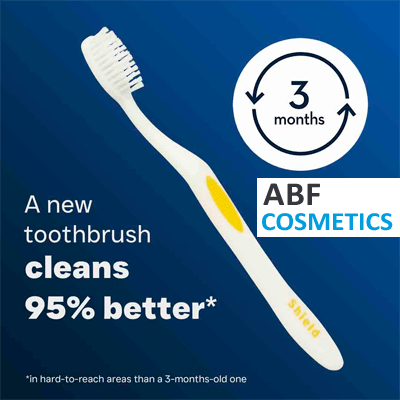 3
months
ABF
COSMETICS
A new
toothbrush
cleans
95% better*
Shield
*in hard-to-reach areas than a 3-months-old one